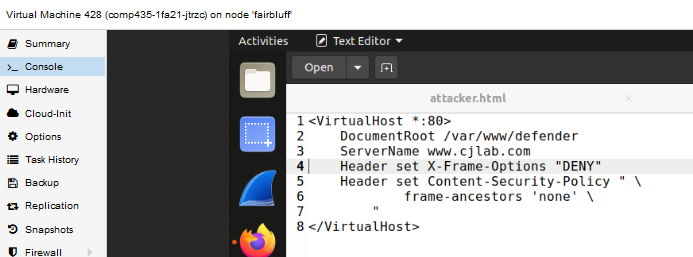 Virtual Machine 428 (comp435-1fa21-jtrzc) on node 'fairbluff'
Summary
Console
Hardware
Cloud-Init
Options
Task History
Backup
Replication
Snapshots
Firewall
Activities
Text Editor
Open
attacker.html
1 <VirtualHost *:80>
2     DocumentRoot /var/www/defender
3     ServerName www.cjlab.com
4     Header set X-Frame-Options "DENY"
5     Header set Content-Security-Policy " \
6             frame-ancestors 'none' \
7         "
8 </VirtualHost>